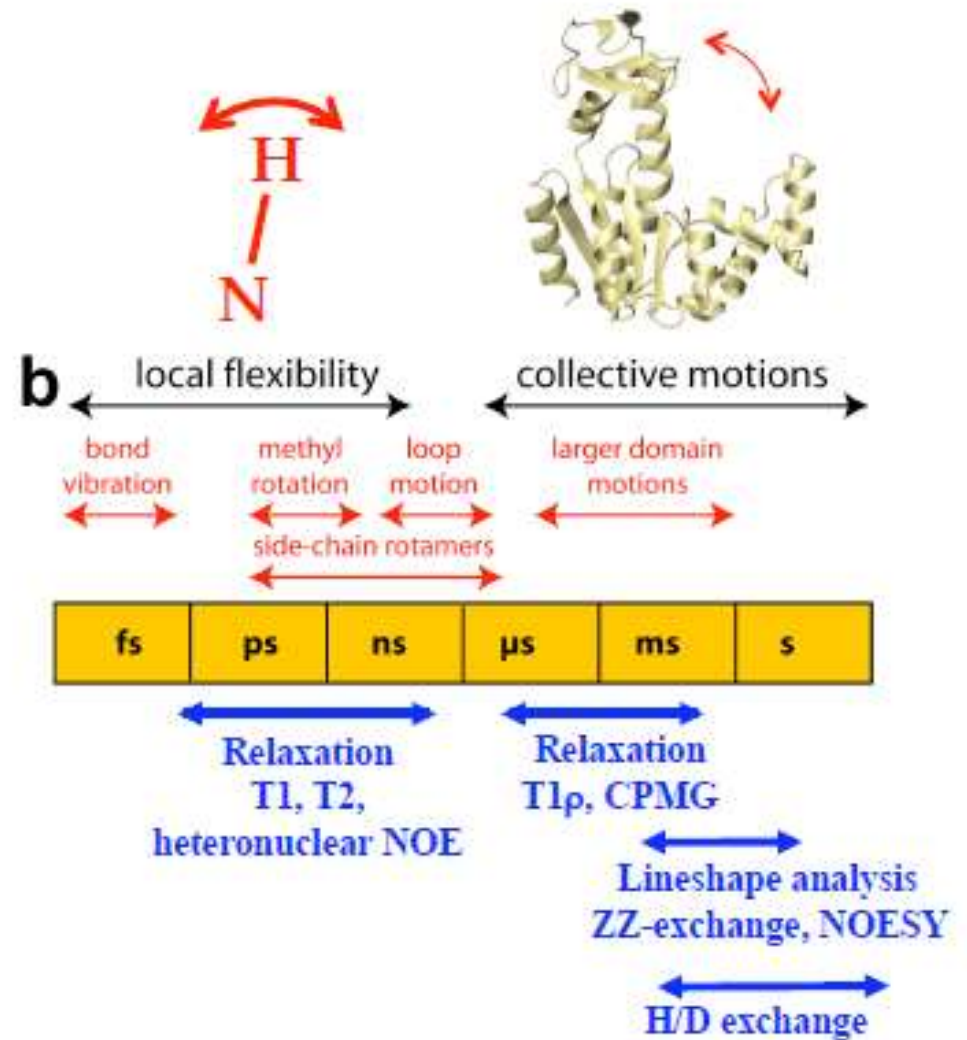 H
N
b
local flexibility
collective motions
bond
vibration
methyl
rotation
loop
motion
larger domain
motions
side-chain rotamers
fs ps ns µs ms s
Relaxation
T1, T2,
heteronuclear NOE
Relaxation
T1ρ, CPMG
Lineshape analysis
ZZ-exchange, NOESY
H/D exchange